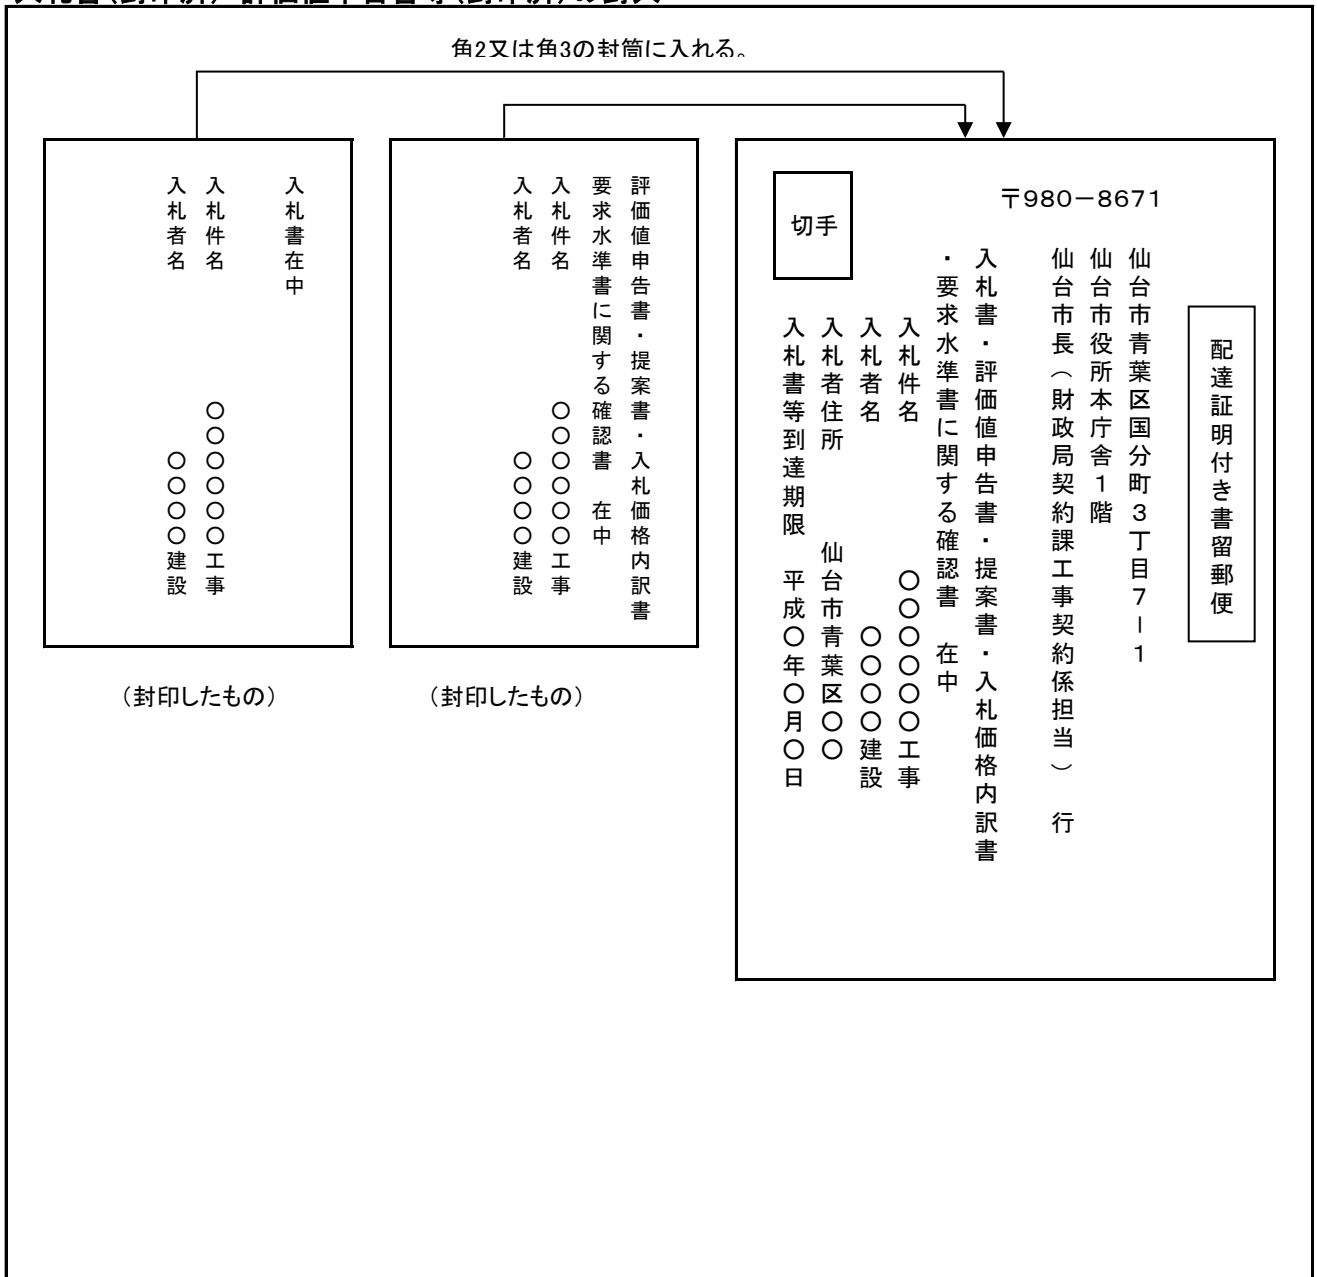 角2又は角3の封筒に入れる。
入札書在中
入札件名 〇〇〇〇〇〇工事
入札者名 〇〇〇〇建設
(封印したもの)
評価値申告書・提案書・入札価格内訳書
要求水準書に関する確認書 在中
入札件名 〇〇〇〇〇〇工事
入札者名 〇〇〇〇建設
(封印したもの)
配達証明付き書留郵便
〒980-8671
仙台市青葉区国分町3丁目7-1
仙台市役所本庁舎1階
仙台市長(財政局契約課工事契約係担当) 行
入札書・評価値申告書・提案書・入札価格内訳書
・要求水準書に関する確認書 在中
入札件名 〇〇〇〇〇〇工事
入札者名 〇〇〇〇建設
入札者住所 仙台市青葉区〇〇
入札書等到達期限 平成〇年〇月〇日
切手